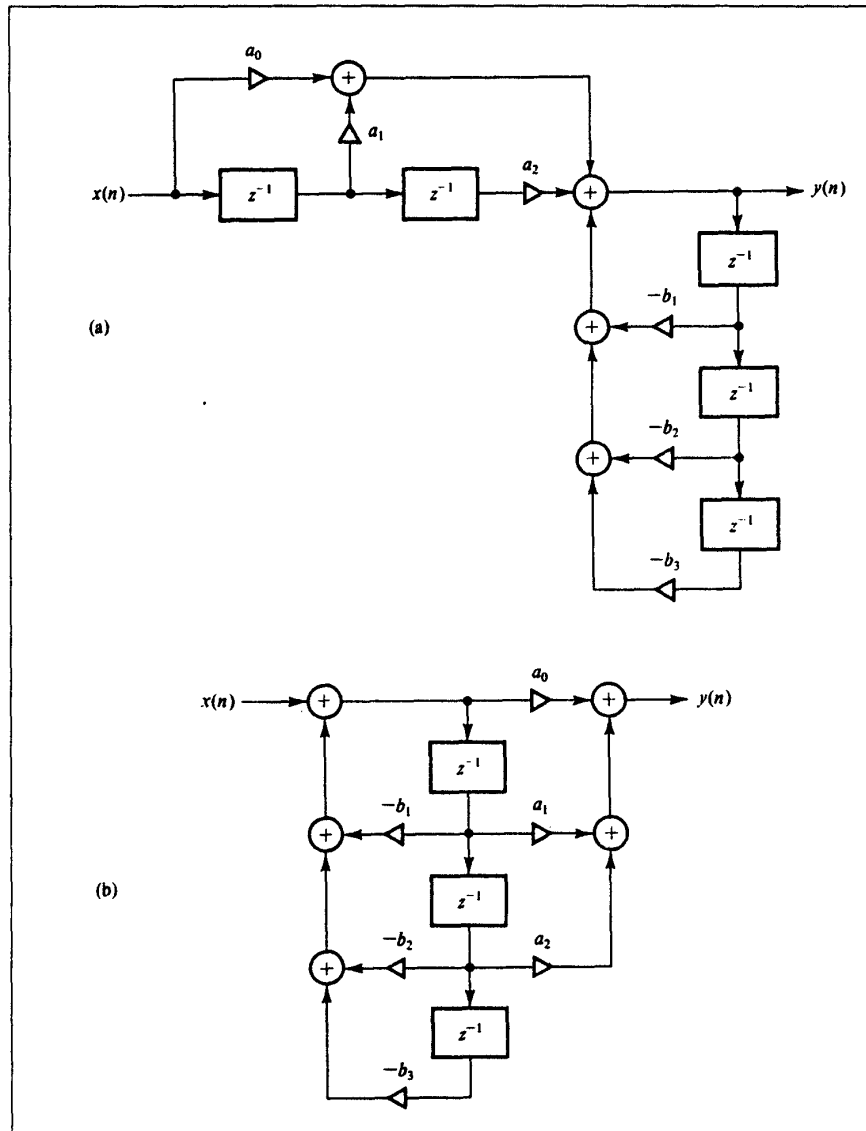 a₀
+
a₁
x(n) z⁻¹ z⁻¹ a₂ + y(n)
z⁻¹
(a) + −b₁
z⁻¹
+ −b₂
z⁻¹
−b₃
x(n) + a₀ + y(n)
z⁻¹
+ −b₁ a₁ +
(b) z⁻¹
+ −b₂ a₂
z⁻¹
−b₃